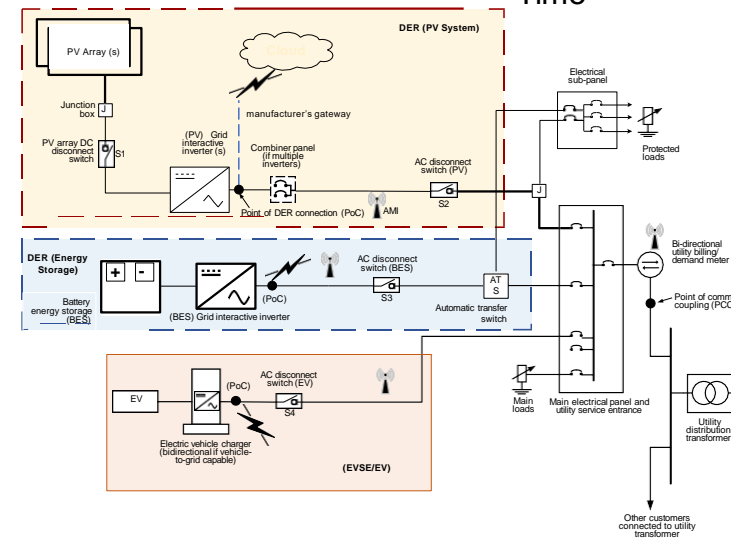 Time
DER (PV System)
PV Array (s)
Cloud
Electrical
sub-panel
Junction
box
J
manufacturer's gateway
PV array DC
disconnect
switch
S1
(PV) Grid
interactive
inverter (s)
Combiner panel
(if multiple
inverters)
AC disconnect
switch (PV)
S2
J
Protected
loads
Point of DER connection (PoC)
AMI
DER (Energy
Storage)
+ -
Battery
energy storage
(BES)
(BES) Grid interactive inverter
(PoC)
AC disconnect
switch (BES)
S3
AT
S
Automatic transfer
switch
Bi-directional
utility billing/
demand meter
Point of comm
coupling (PCC
EV
(PoC)
AC disconnect
switch (EV)
S4
Electric vehicle charger
(bidirectional if vehicle-
to-grid capable)
(EVSE/EV)
Main
loads
Main electrical panel and
utility service entrance
Utility
distribution
transformer
Other customers
connected to utility
transformer